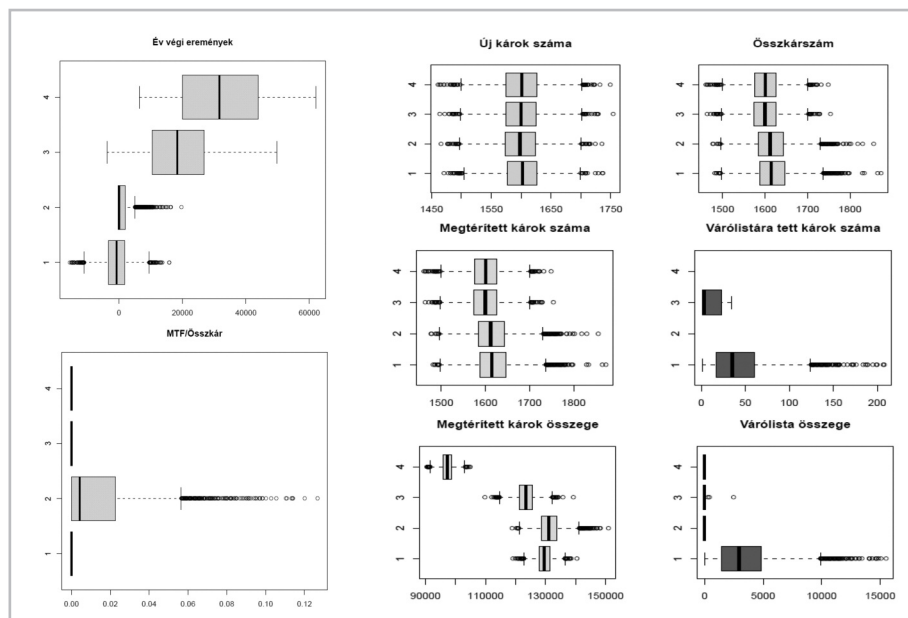 Év végi eremények
4
3
2
1
0 20000 40000 60000
MTF/Összkár
4
3
2
1
0.00 0.02 0.04 0.06 0.08 0.10 0.12
Új károk száma
4
3
2
1
1450 1550 1650 1750
Összkárszám
4
3
2
1
1500 1600 1700 1800
Megtérített károk száma
4
3
2
1
1500 1600 1700 1800
Várólistára tett károk száma
4
3
2
1
0 50 100 150 200
Megtérített károk összege
4
3
2
1
90000 110000 130000 150000
Várólista összege
4
3
2
1
0 5000 10000 15000